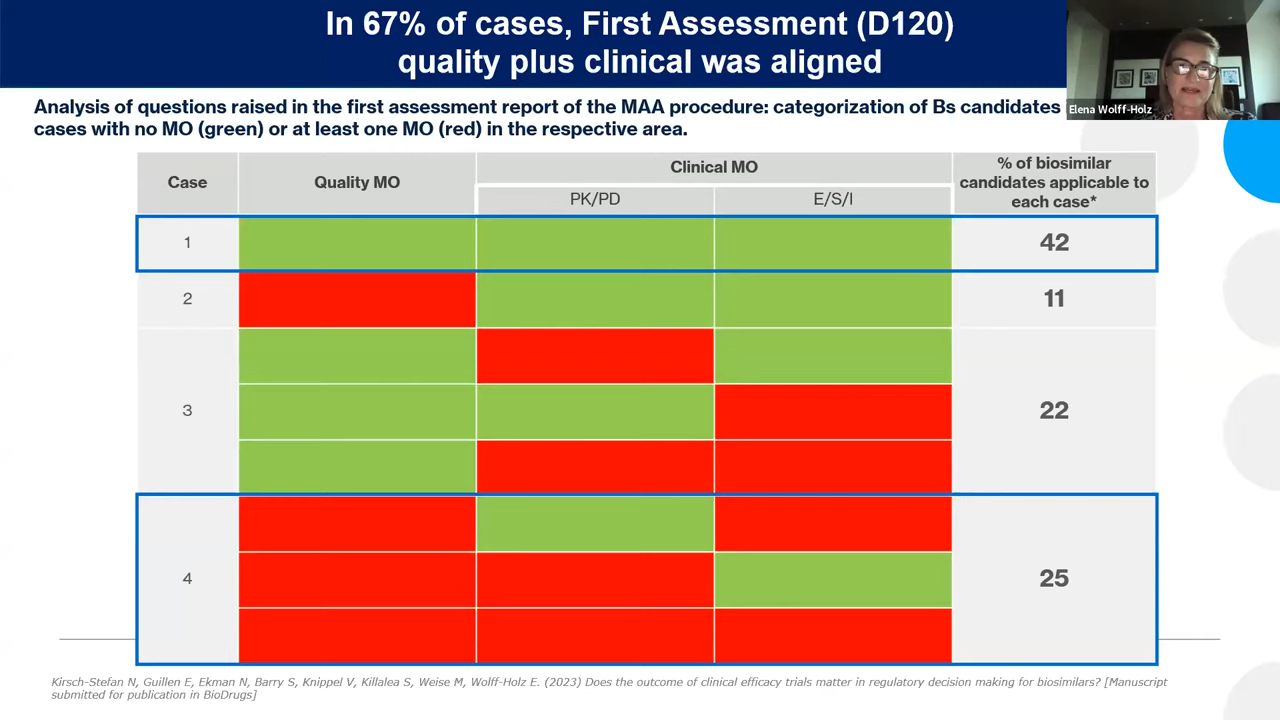 In 67% of cases, First Assessment (D120)
quality plus clinical was aligned
Elena Wolff-Holz
Analysis of questions raised in the first assessment report of the MAA procedure: categorization of Bs candidates
cases with no MO (green) or at least one MO (red) in the respective area.
Case
Quality MO
Clinical MO
PK/PD
E/S/I
% of biosimilar
candidates applicable to
each case*
1
42
2
11
3
22
4
25
Kirsch-Stefan N, Guillen E, Ekman N, Barry S, Knippel V, Killalea S, Weise M, Wolff-Holz E. (2023) Does the outcome of clinical efficacy trials matter in regulatory decision making for biosimilars? [Manuscript
submitted for publication in BioDrugs]